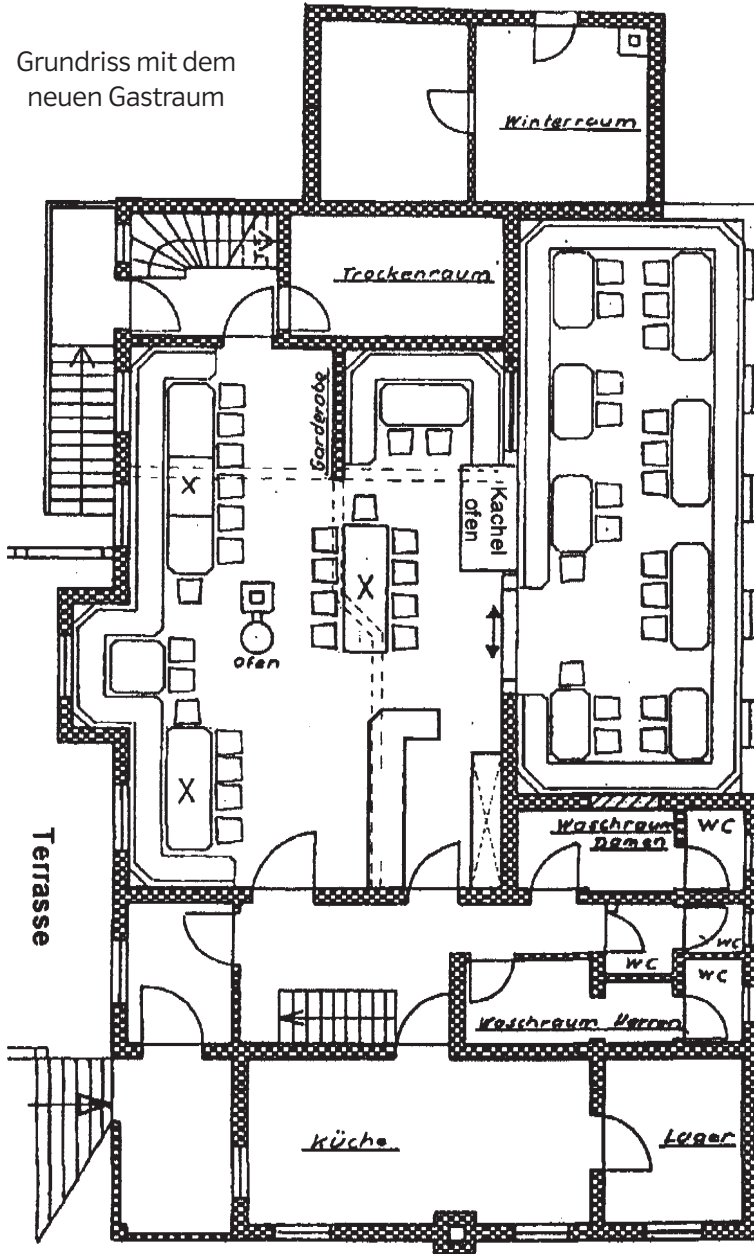 Grundriss mit dem
neuen Gastraum
Winterraum
Trockenraum
Garderobe
Kachel
ofen
Ofen
X
X
X
Terrasse
Waschraum
Damen
WC
WC
WC
WC
Waschraum Herren
Küche
Lager